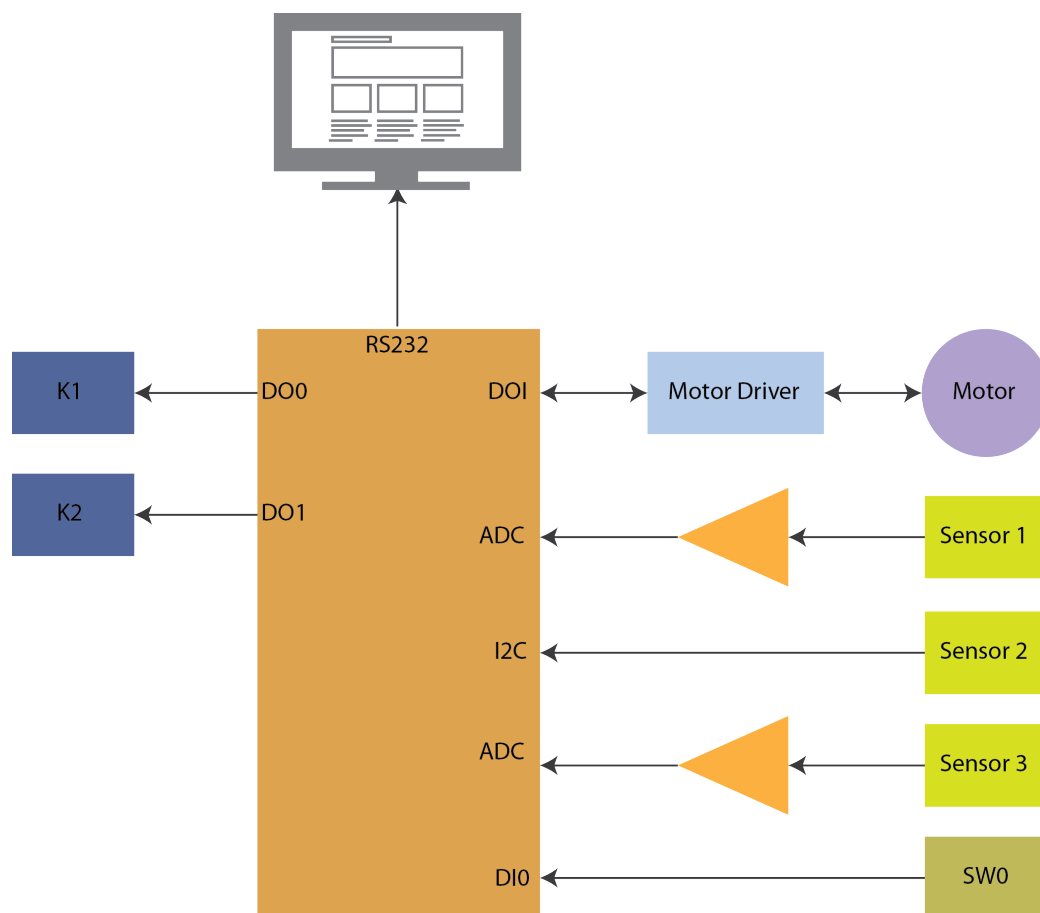 RS232
K1
DO0
DOI
Motor Driver
Motor
K2
DO1
ADC
Sensor 1
I2C
Sensor 2
ADC
Sensor 3
DI0
SW0